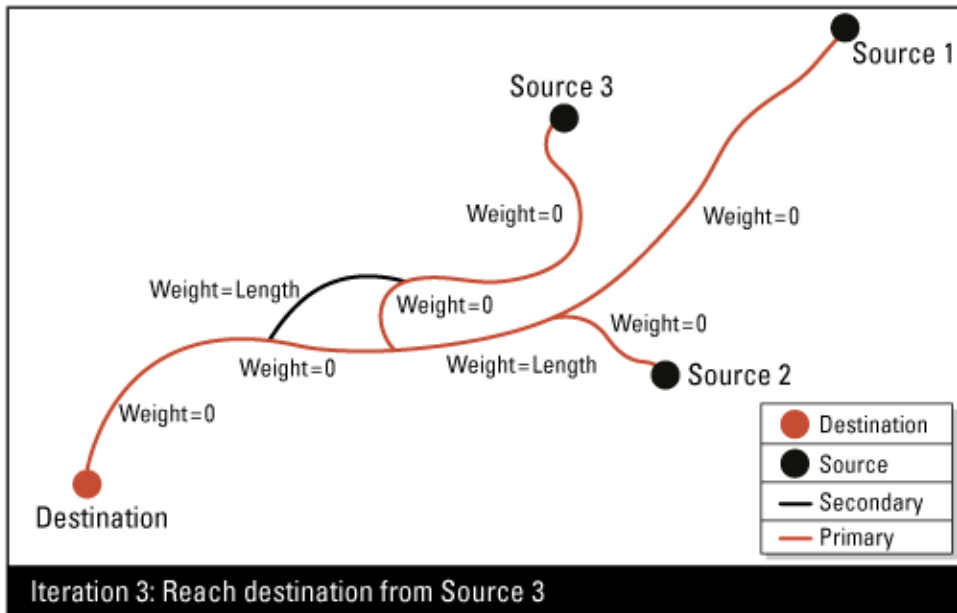 Source 1
Source 3
Weight=0
Weight=0
Weight=Length
Weight=0
Weight=0
Weight=0
Weight=Length
Source 2
Weight=0
Destination
Destination
Source
Secondary
Primary
Iteration 3: Reach destination from Source 3